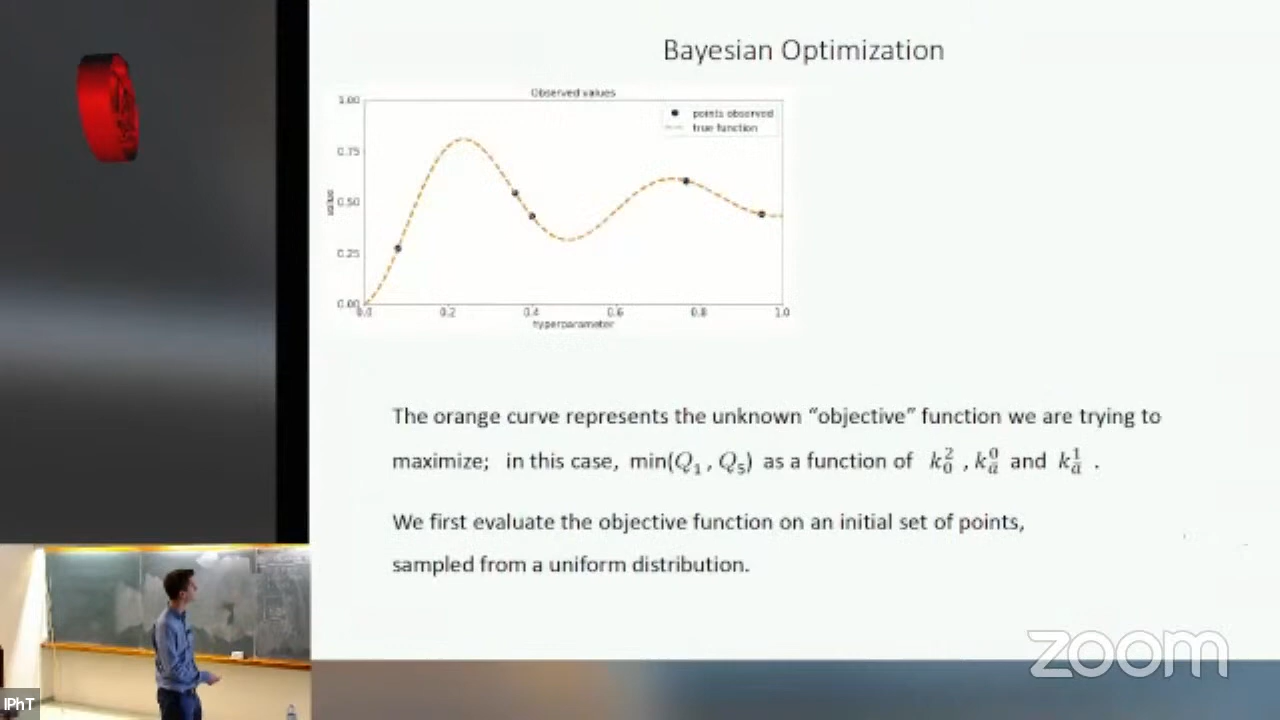 Bayesian Optimization
Observed values
1.00
points observed
true function
0.75
0.50
value
0.25
0.00
0.0 0.2 0.4 0.6 0.8 1.0
hyperparameter
The orange curve represents the unknown “objective” function we are trying to
maximize; in this case, min(Q₁ , Q₅) as a function of k₀² , kₐ⁰ and kₐ¹ .
We first evaluate the objective function on an initial set of points,
sampled from a uniform distribution.
zoom
IPhT